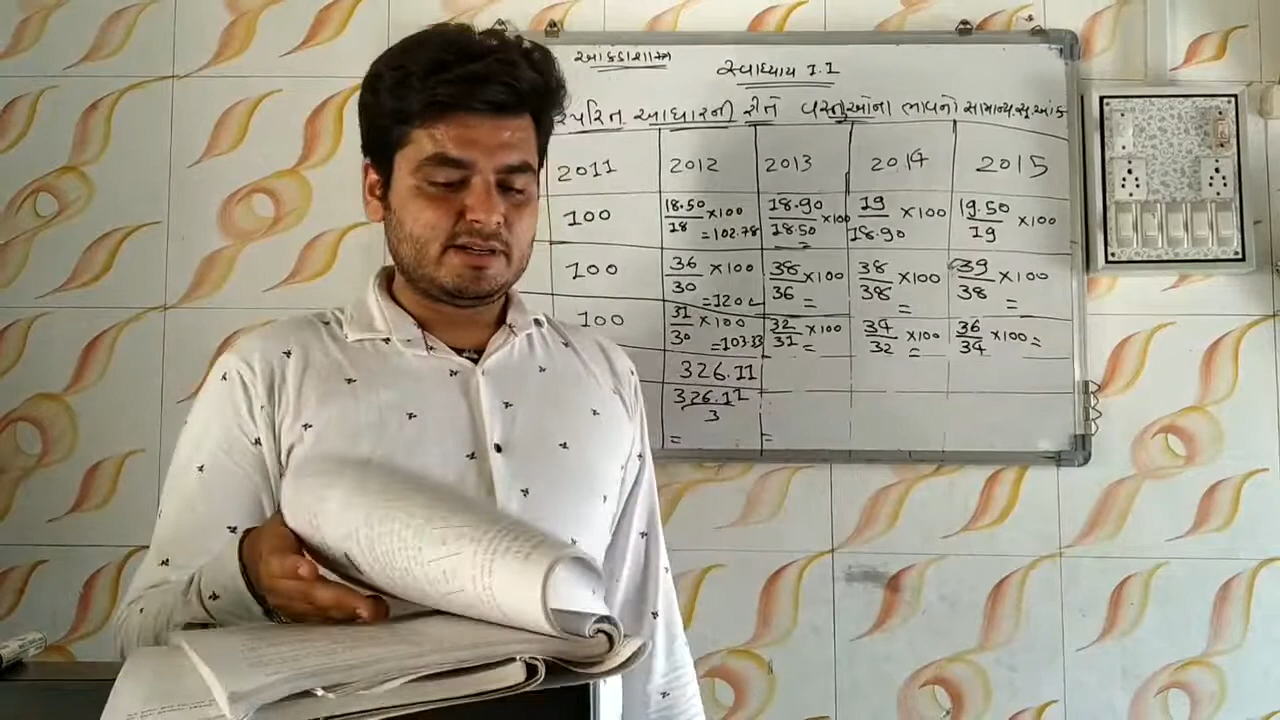 આંકડાશાસ્ત્ર
સ્વાધ્યાય 1.1
પરિત આધારની રીતે વસ્તુઓના ભાવનો સામાન્ય સૂ.આંક
2011 2012 2013 2014 2015
100 18.50/18 ×100 =102.78 18.90/18.50 ×100 = 19/18.90 ×100 19.50/19 ×100
100 36/30 ×100 =120 38/36 ×100 = 38/38 ×100 = 39/38 ×100 =
100 31/30 ×100 =103.33 32/31 ×100 = 34/32 ×100 = 36/34 ×100 =
326.11
326.11/3
= =